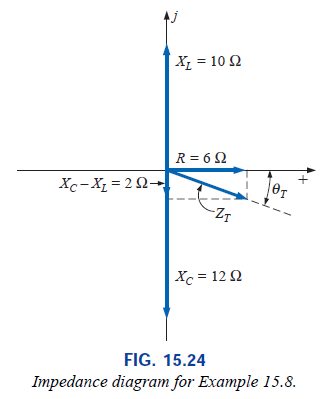 j
X_L = 10 Ω
R = 6 Ω
+
X_C – X_L = 2 Ω
θ_T
Z_T
X_C = 12 Ω
FIG. 15.24
Impedance diagram for Example 15.8.